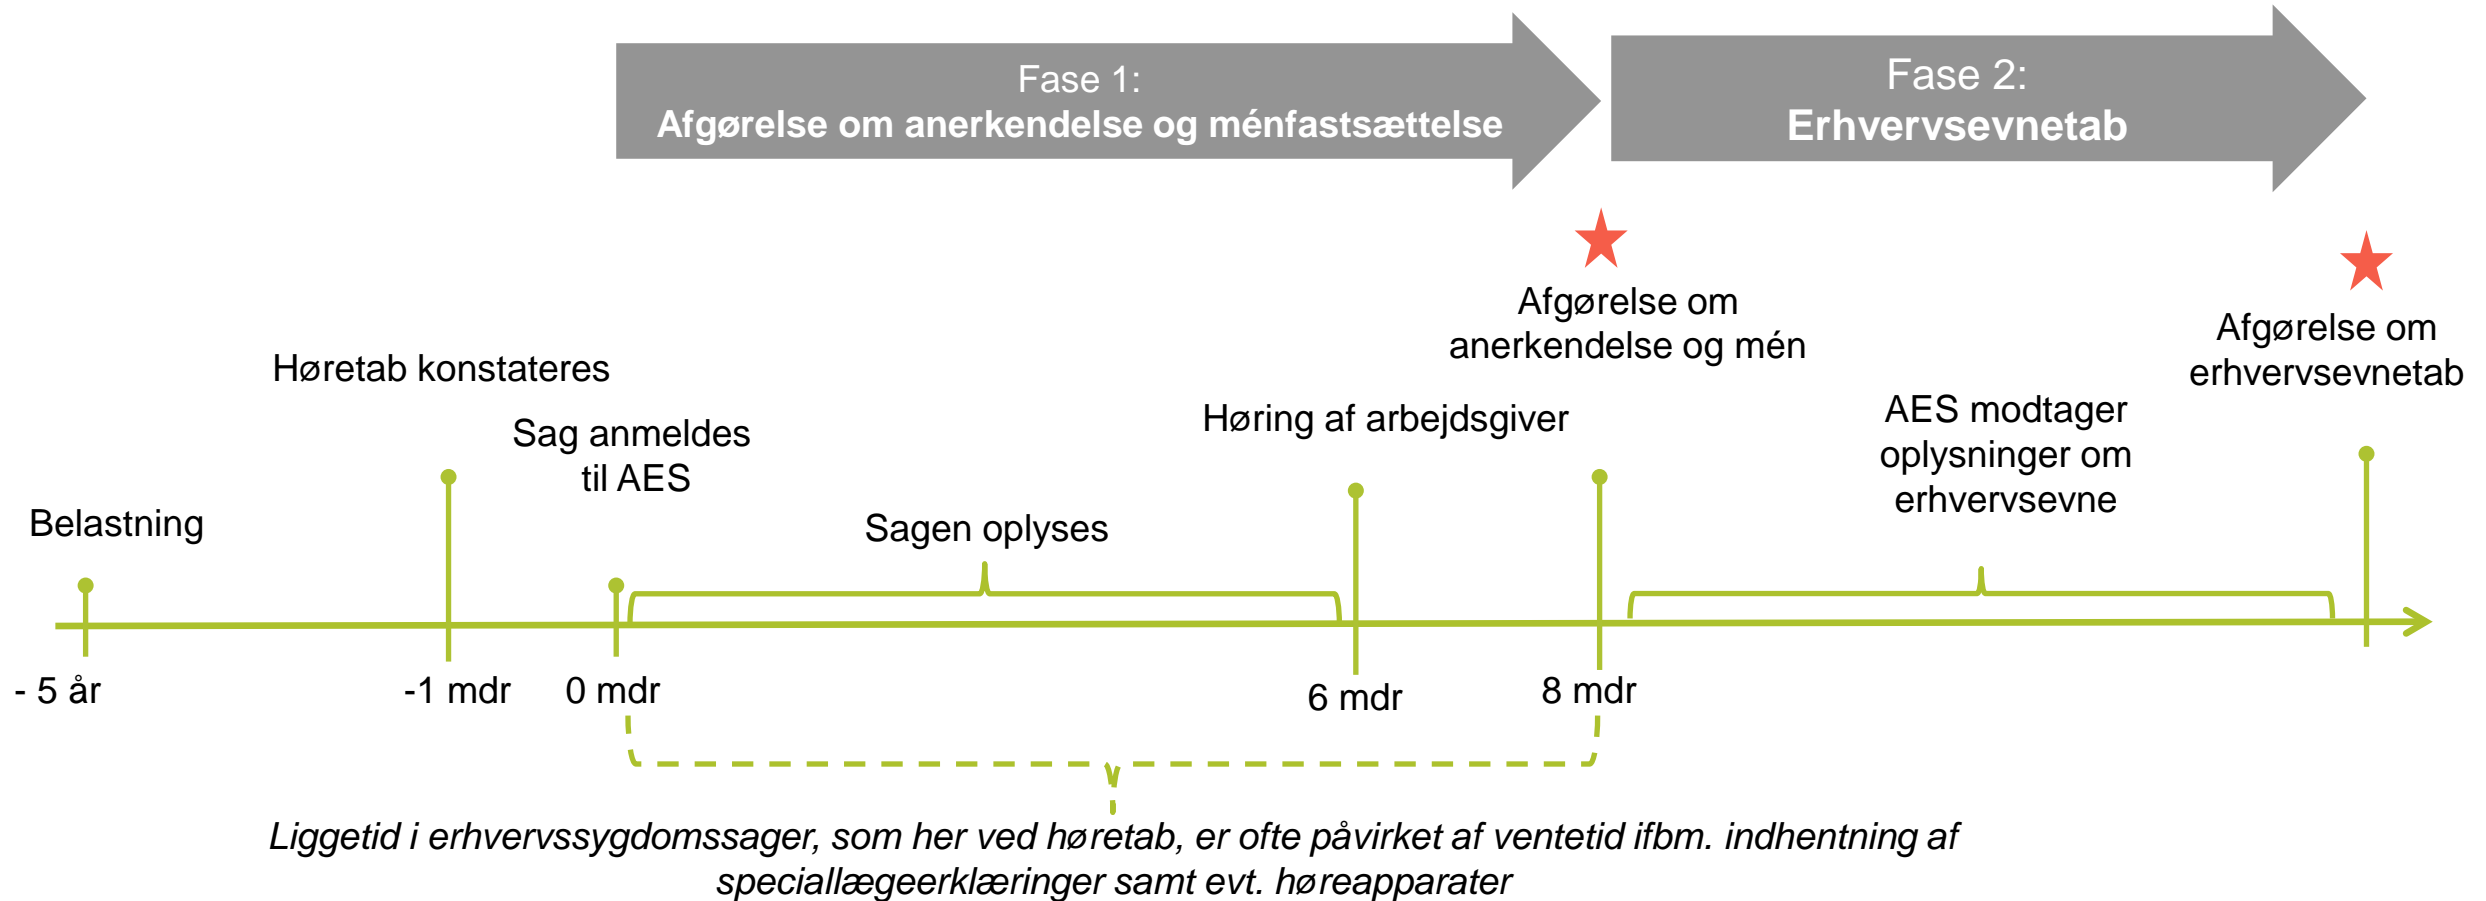 Fase 1:
Afgørelse om anerkendelse og ménfastsættelse
Fase 2:
Erhvervsevnetab
Afgørelse om
anerkendelse og mén
Afgørelse om
erhvervsevnetab
Høretab konstateres
Sag anmeldes
til AES
Høring af arbejdsgiver
AES modtager
oplysninger om
erhvervsevne
Belastning
Sagen oplyses
- 5 år
-1 mdr
0 mdr
6 mdr
8 mdr
Liggetid i erhvervssygdomssager, som her ved høretab, er ofte påvirket af ventetid ifbm. indhentning af
speciallægeerklæringer samt evt. høreapparater